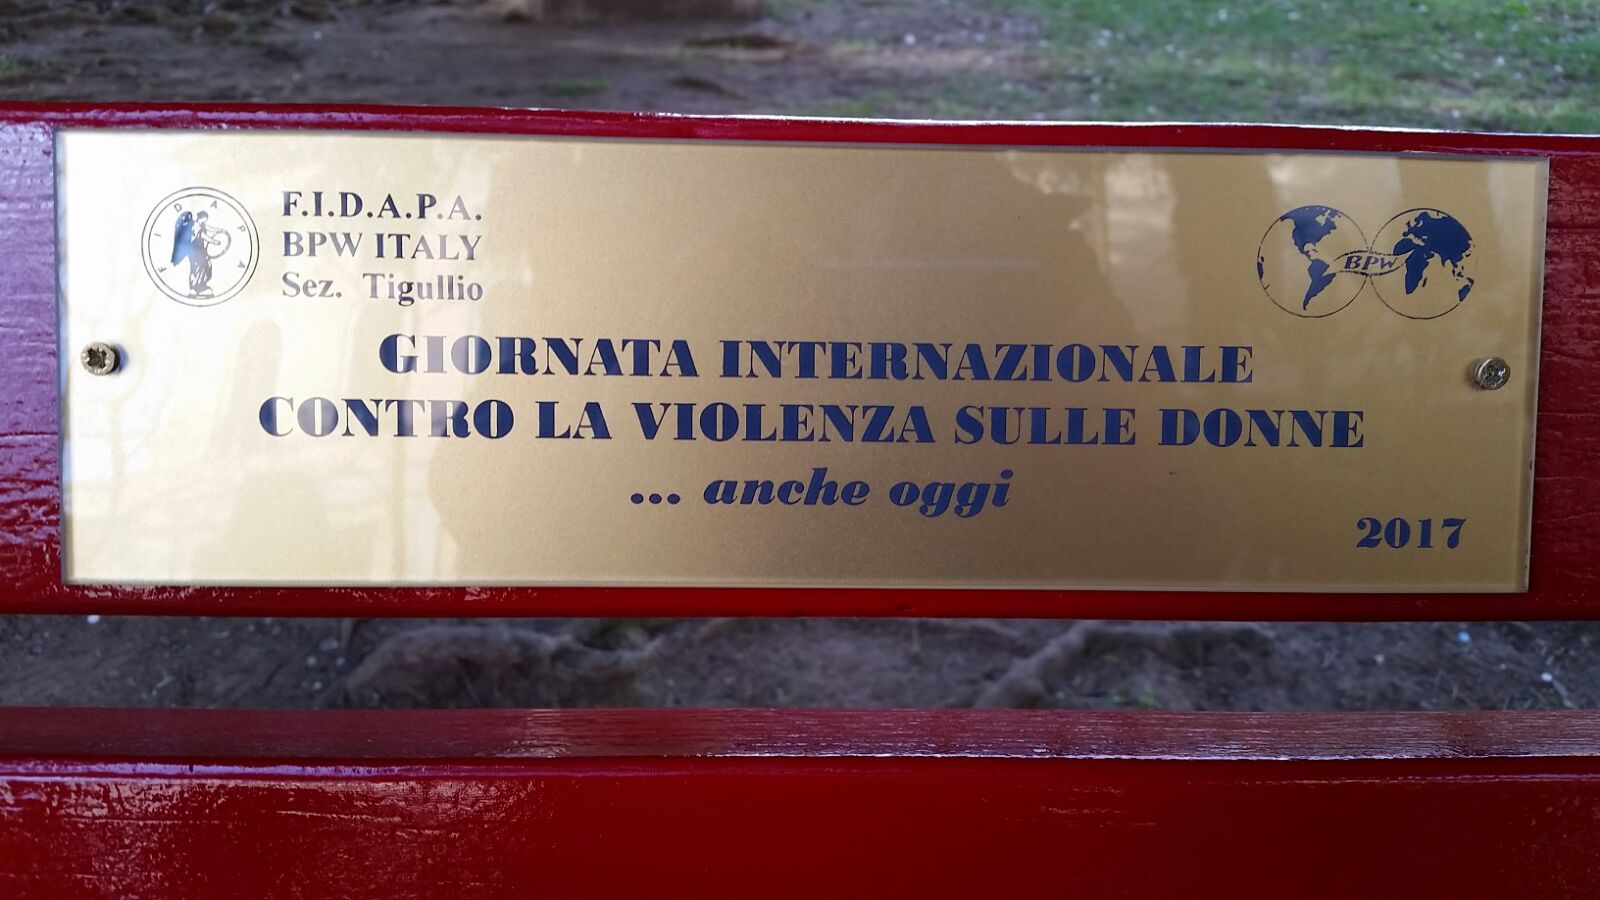 F.I.D.A.P.A.
BPW ITALY
Sez. Tigullio
F I D A P A
BPW
GIORNATA INTERNAZIONALE
CONTRO LA VIOLENZA SULLE DONNE
... anche oggi
2017